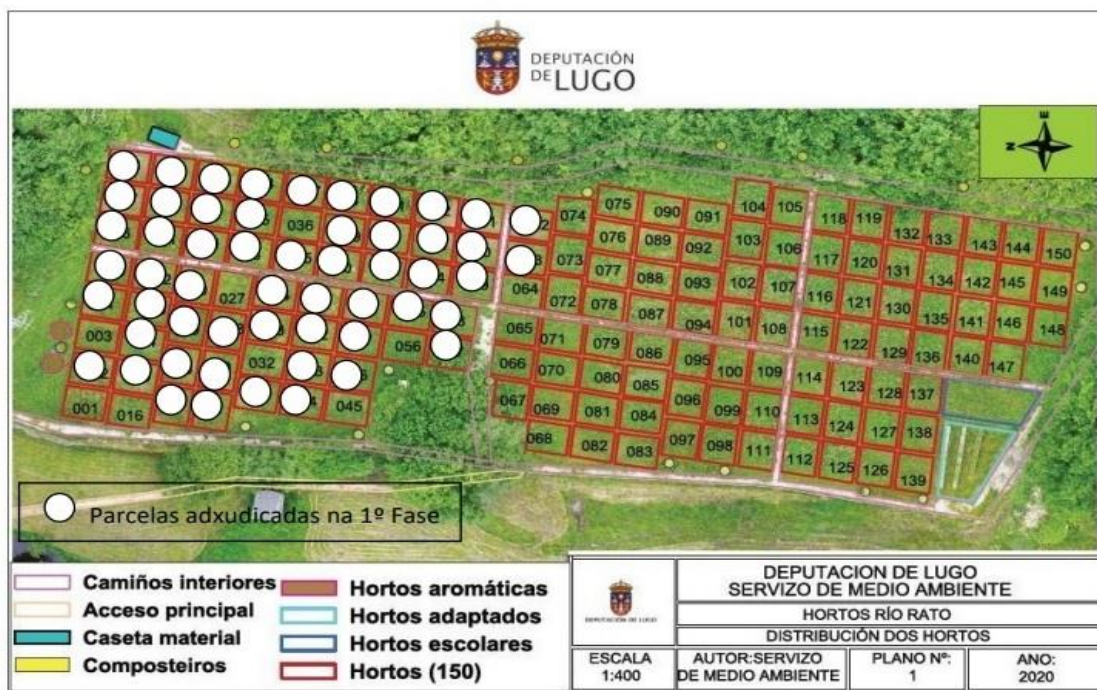 DEPUTACIÓN
DE LUGO
N
E
104 105
075 090 091 118 119
074 132 133 143 144 150
036 076 089 092 103 106
073 117 120 131 134 142 145 149
064 072 077 088 093 102 107
078 087 094 101 108 116 121 130 135 141 146 148
027 065 071 079 086 115 122 129 136 140 147
003 056 066 070 080 085 095 100 109
032 114 123 128 137
001 016 045 067 069 081 084 096 099 110 113 124 127 138
068 082 083 097 098 111 112 125 126 139
Parcelas adxudicadas na 1º Fase
Camiños interiores
Acceso principal
Caseta material
Composteiros
Hortos aromáticas
Hortos adaptados
Hortos escolares
Hortos (150)
DEPUTACIÓN DE LUGO
DEPUTACION DE LUGO
SERVIZO DE MEDIO AMBIENTE
HORTOS RÍO RATO
DISTRIBUCIÓN DOS HORTOS
ESCALA
1:400
AUTOR:SERVIZO
DE MEDIO AMBIENTE
PLANO Nº:
1
ANO:
2020